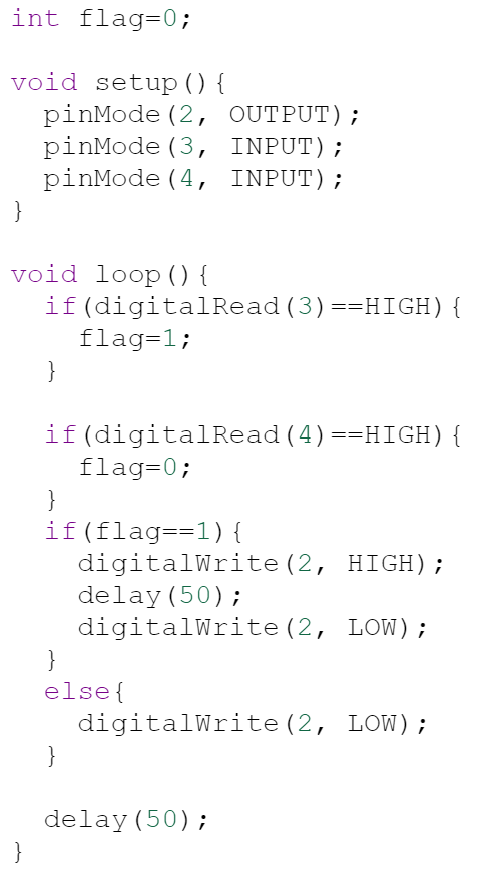 int flag=0;

void setup(){
  pinMode(2, OUTPUT);
  pinMode(3, INPUT);
  pinMode(4, INPUT);
}

void loop(){
  if(digitalRead(3)==HIGH){
    flag=1;
  }

  if(digitalRead(4)==HIGH){
    flag=0;
  }
  if(flag==1){
    digitalWrite(2, HIGH);
    delay(50);
    digitalWrite(2, LOW);
  }
  else{
    digitalWrite(2, LOW);
  }

  delay(50);
}